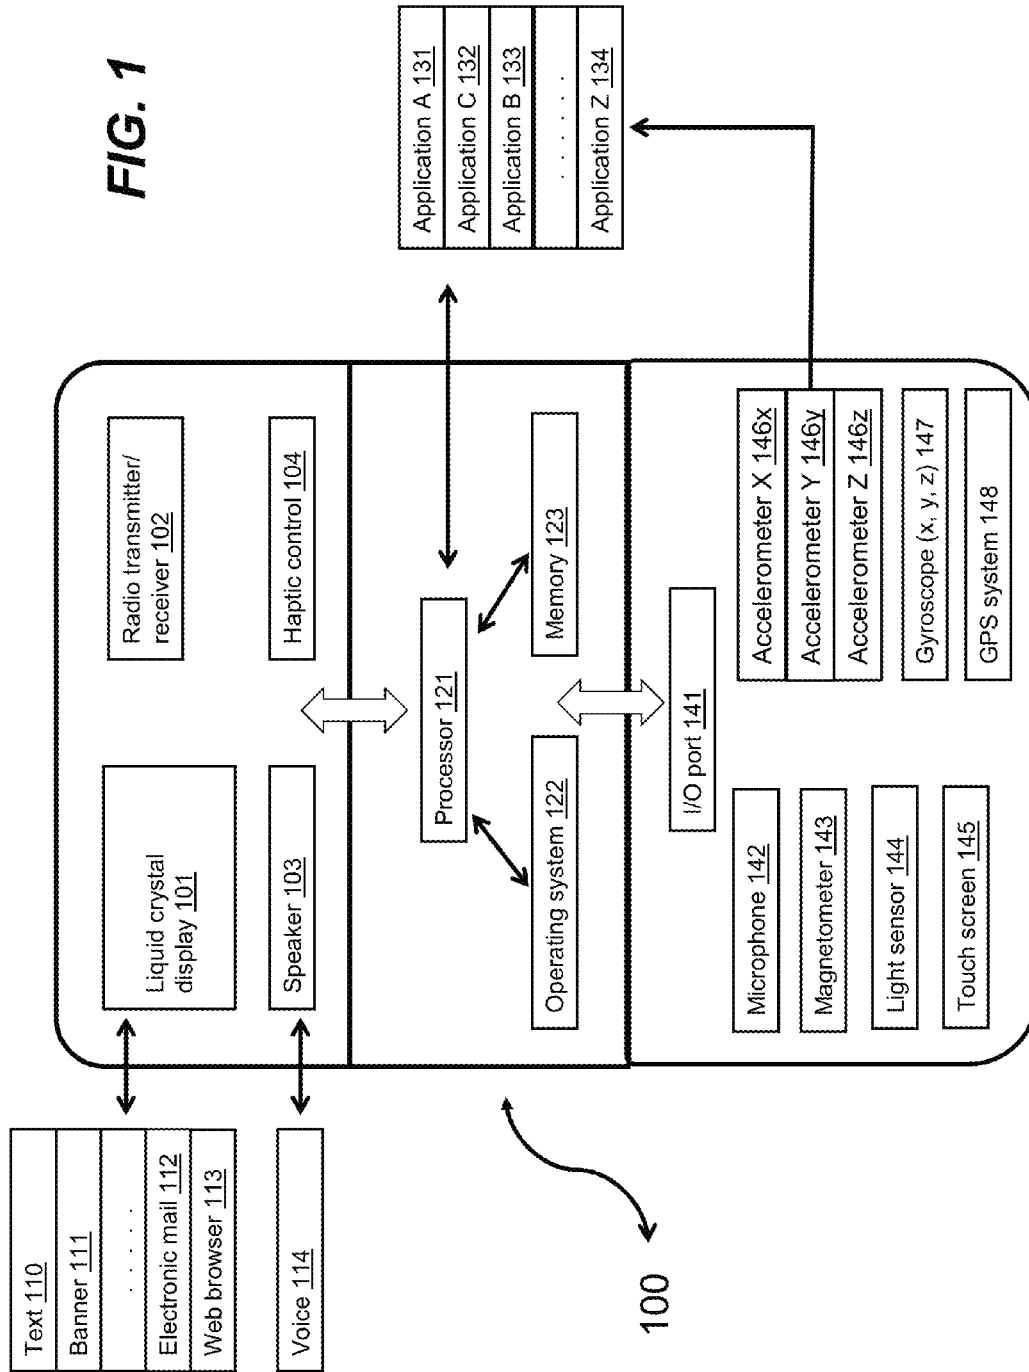 FIG. 1
Text 110
Banner 111
. . . . . .
Electronic mail 112
Web browser 113
Voice 114
Liquid crystal
display 101
Radio transmitter/
receiver 102
Speaker 103
Haptic control 104
Processor 121
Operating system 122
Memory 123
Application A 131
Application C 132
Application B 133
. . . . . .
Application Z 134
I/O port 141
Microphone 142
Magnetometer 143
Light sensor 144
Touch screen 145
Accelerometer X 146x
Accelerometer Y 146y
Accelerometer Z 146z
Gyroscope (x, y, z) 147
GPS system 148
100